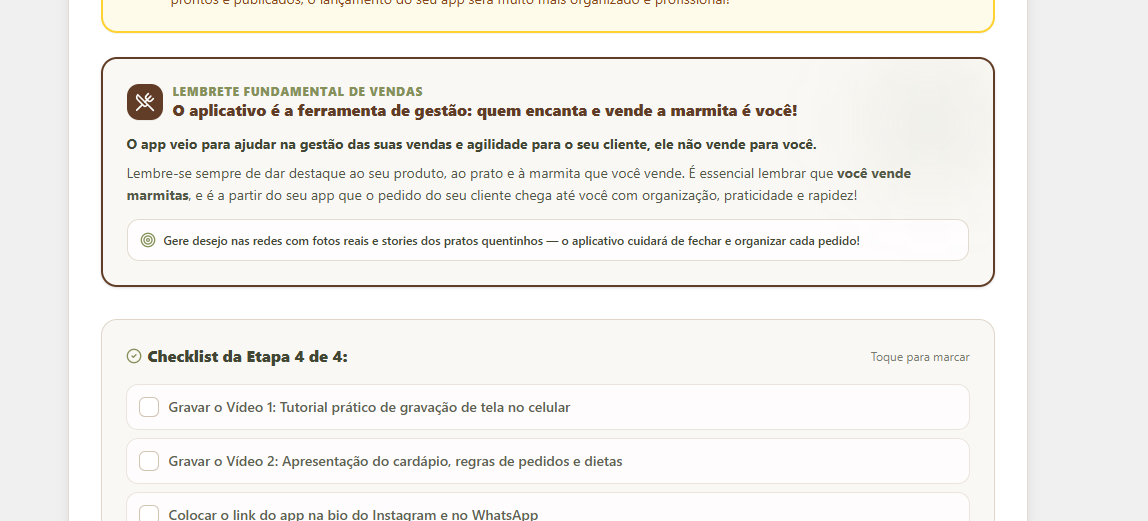 prontos e publicados, o lançamento do seu app será muito mais organizado e profissional!
LEMBRETE FUNDAMENTAL DE VENDAS
O aplicativo é a ferramenta de gestão: quem encanta e vende a marmita é você!
O app veio para ajudar na gestão das suas vendas e agilidade para o seu cliente, ele não vende para você.
Lembre-se sempre de dar destaque ao seu produto, ao prato e à marmita que você vende. É essencial lembrar que você vende
marmitas, e é a partir do seu app que o pedido do seu cliente chega até você com organização, praticidade e rapidez!
Gere desejo nas redes com fotos reais e stories dos pratos quentinhos — o aplicativo cuidará de fechar e organizar cada pedido!
Checklist da Etapa 4 de 4:
Toque para marcar
Gravar o Vídeo 1: Tutorial prático de gravação de tela no celular
Gravar o Vídeo 2: Apresentação do cardápio, regras de pedidos e dietas
Colocar o link do app na bio do Instagram e no WhatsApp